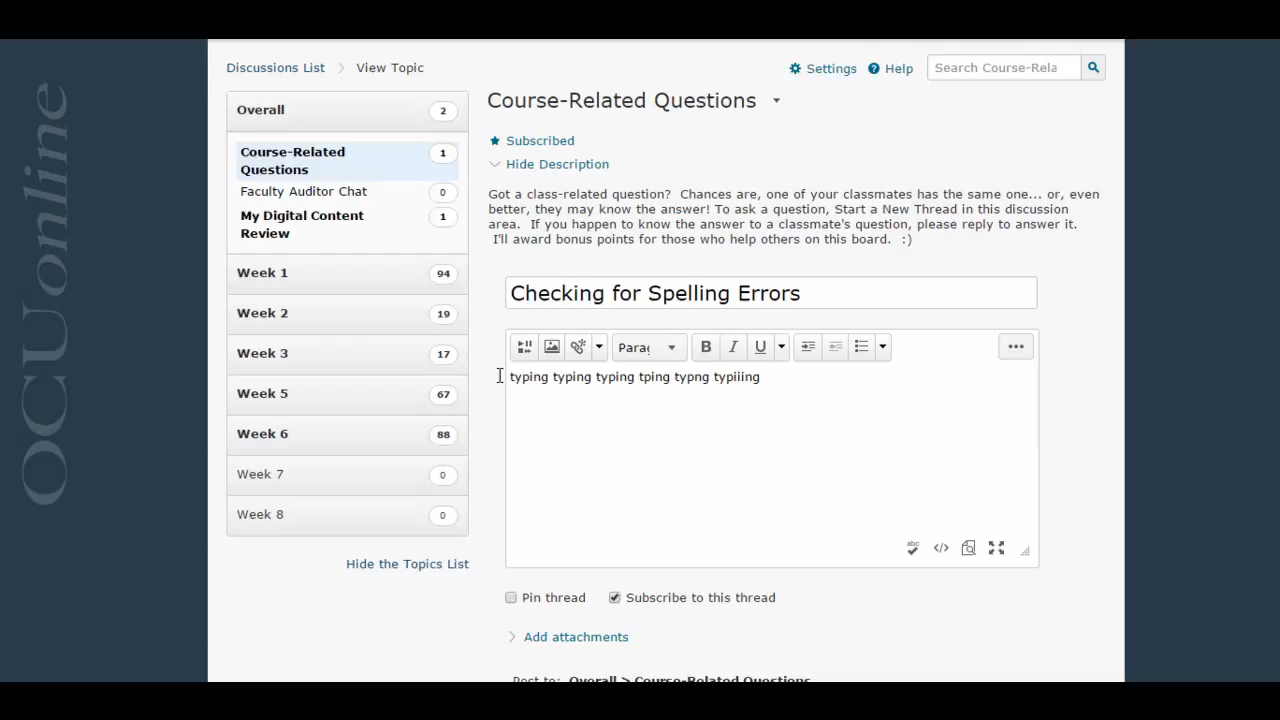 OCUonline
Discussions List > View Topic
Settings Help Search Course-Rela
Overall 2
Course-Related
Questions 1
Faculty Auditor Chat 0
My Digital Content
Review 1
Week 1 94
Week 2 19
Week 3 17
Week 5 67
Week 6 88
Week 7 0
Week 8 0
Hide the Topics List
Course-Related Questions
Subscribed
Hide Description
Got a class-related question? Chances are, one of your classmates has the same one... or, even
better, they may know the answer! To ask a question, Start a New Thread in this discussion
area. If you happen to know the answer to a classmate's question, please reply to answer it.
I'll award bonus points for those who help others on this board. :)
Checking for Spelling Errors
Parag B I U
typing typing typing tping typng typiiing
abc
Pin thread Subscribe to this thread
Add attachments
Post to: Overall > Course-Related Questions